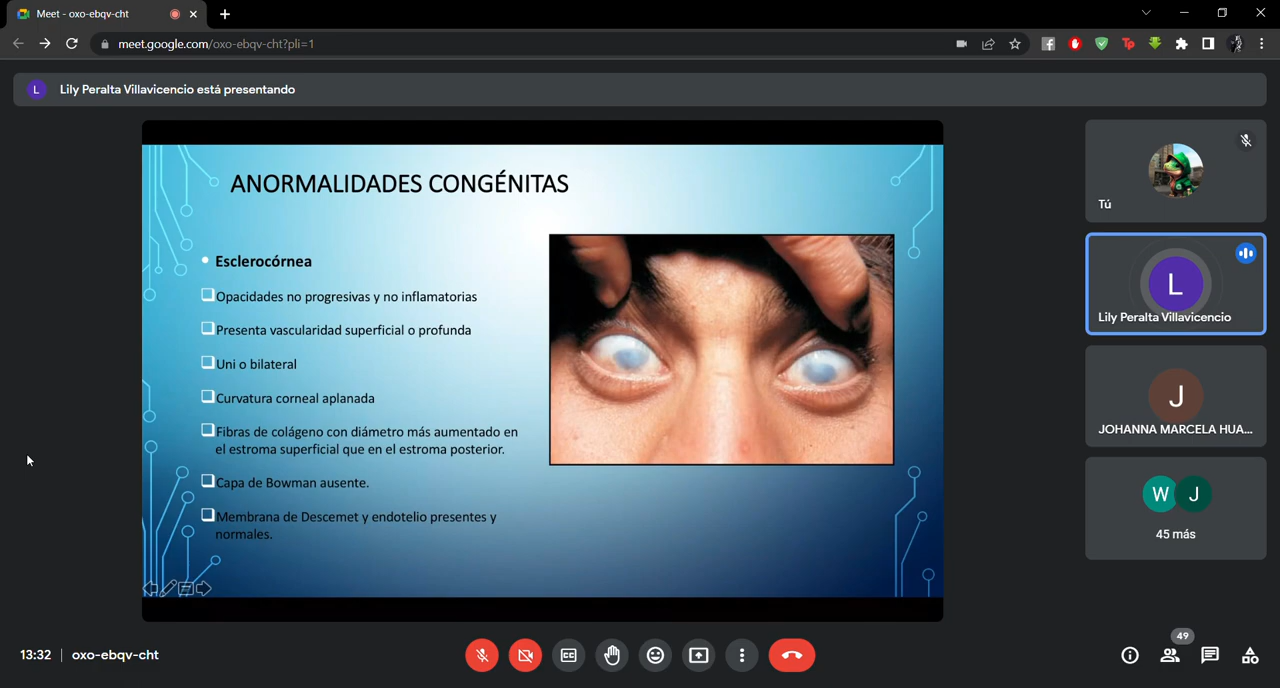 Meet - oxo-ebqv-cht
meet.google.com/oxo-ebqv-cht?pli=1
L Lily Peralta Villavicencio está presentando
ANORMALIDADES CONGÉNITAS
Esclerocórnea
Opacidades no progresivas y no inflamatorias
Presenta vascularidad superficial o profunda
Uni o bilateral
Curvatura corneal aplanada
Fibras de colágeno con diámetro más aumentado en
el estroma superficial que en el estroma posterior.
Capa de Bowman ausente.
Membrana de Descemet y endotelio presentes y
normales.
Tú
L
Lily Peralta Villavicencio
J
JOHANNA MARCELA HUA...
W J
45 más
13:32 | oxo-ebqv-cht
49